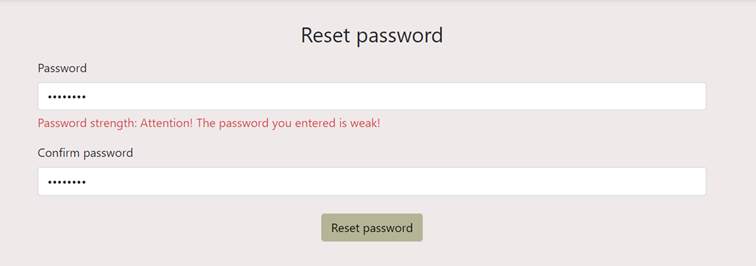 Reset password
Password
••••••••
Password strength: Attention! The password you entered is weak!
Confirm password
••••••••
Reset password